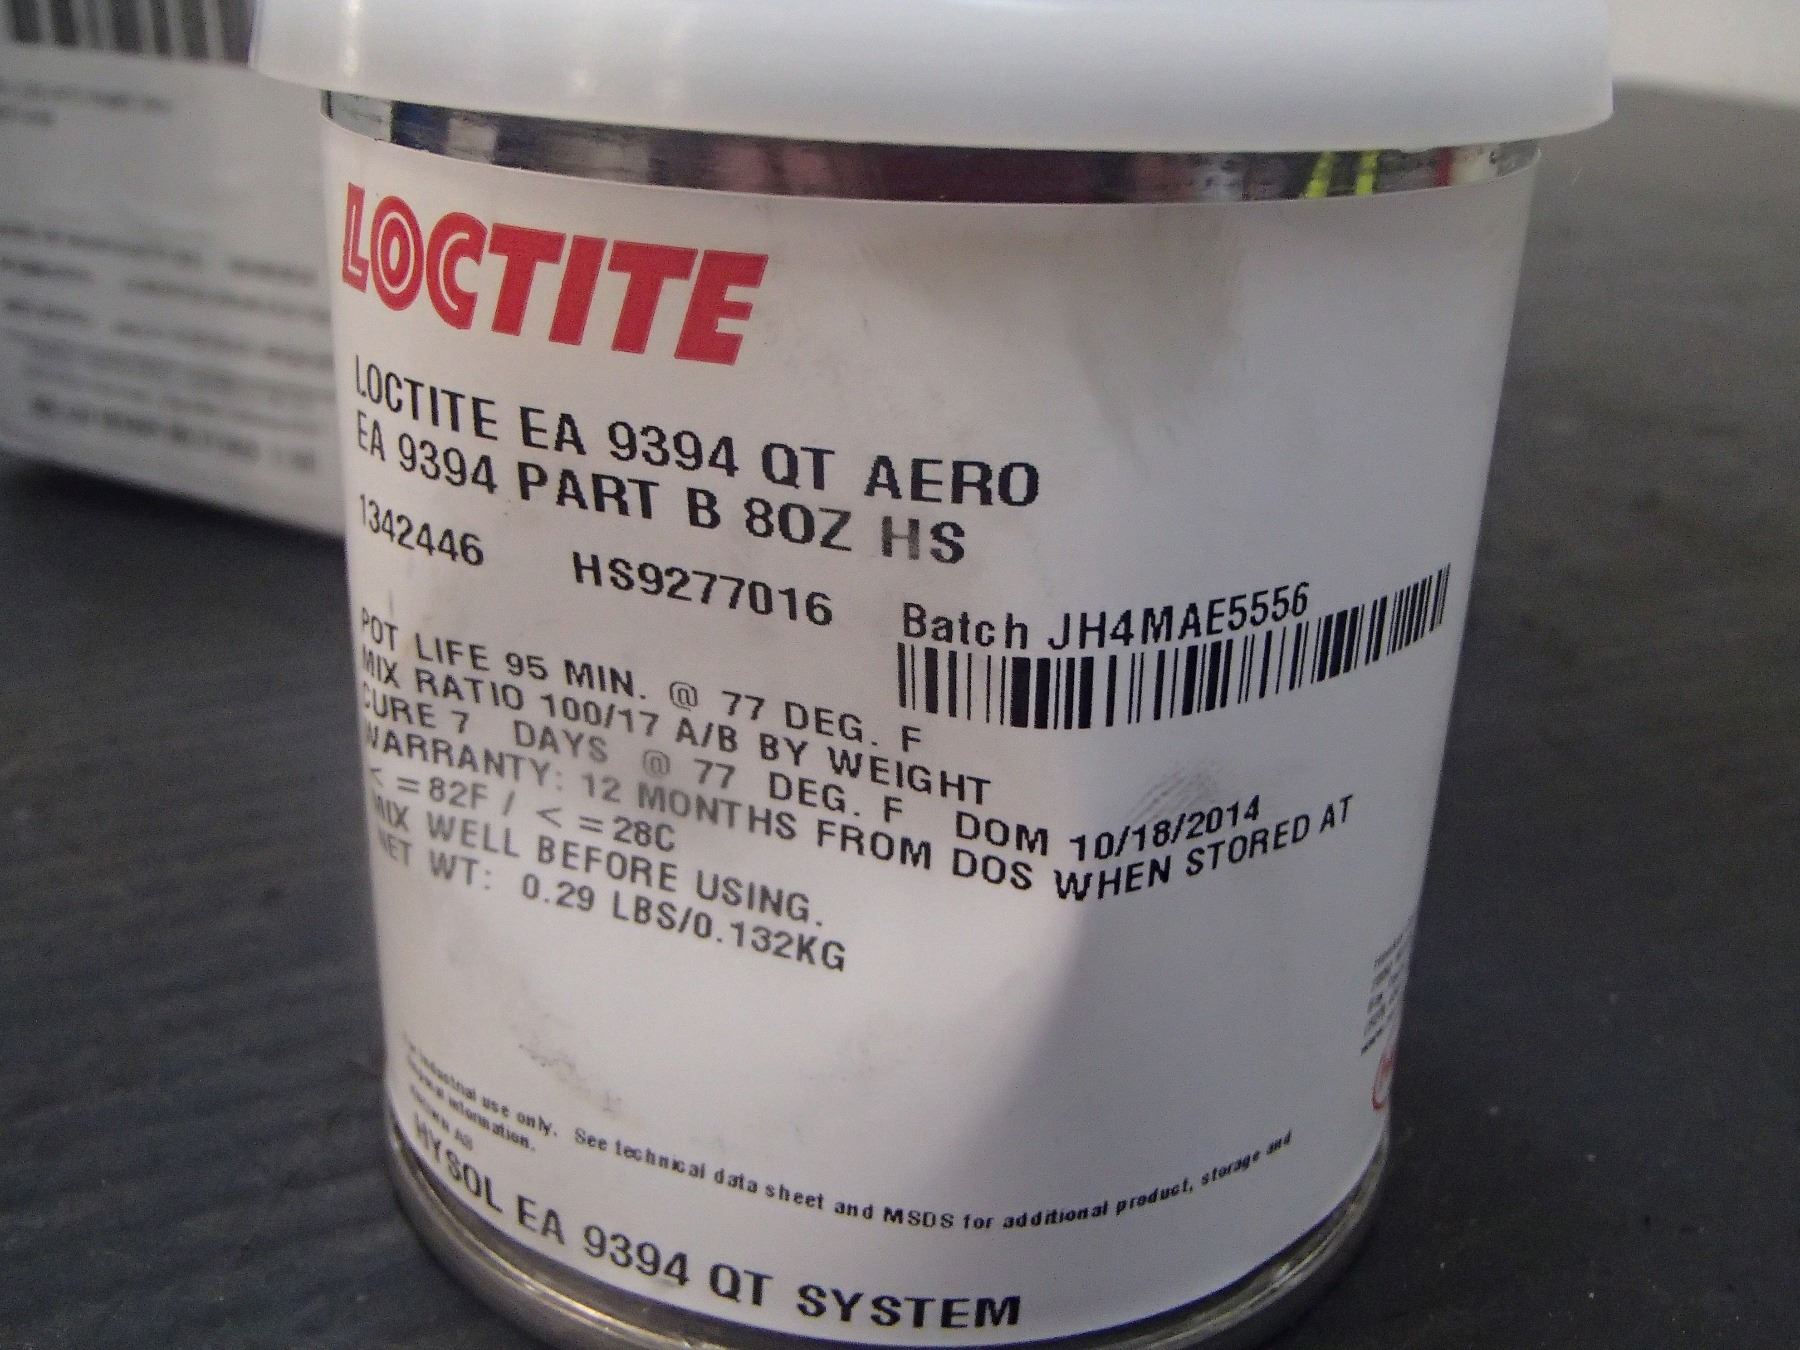 LOCTITE
LOCTITE EA 9394 QT AERO
EA 9394 PART B 8OZ HS
1342446 HS9277016 Batch JH4MAE5556
POT LIFE 95 MIN. @ 77 DEG. F
MIX RATIO 100/17 A/B BY WEIGHT
CURE 7 DAYS @ 77 DEG. F DOM 10/18/2014
WARRANTY: 12 MONTHS FROM DOS WHEN STORED AT
< =82F / < =28C
MIX WELL BEFORE USING.
NET WT: 0.29 LBS/0.132KG
For industrial use only. See technical data sheet and MSDS for additional product, storage and
disposal information.
KNOWN AS
HYSOL EA 9394 QT SYSTEM